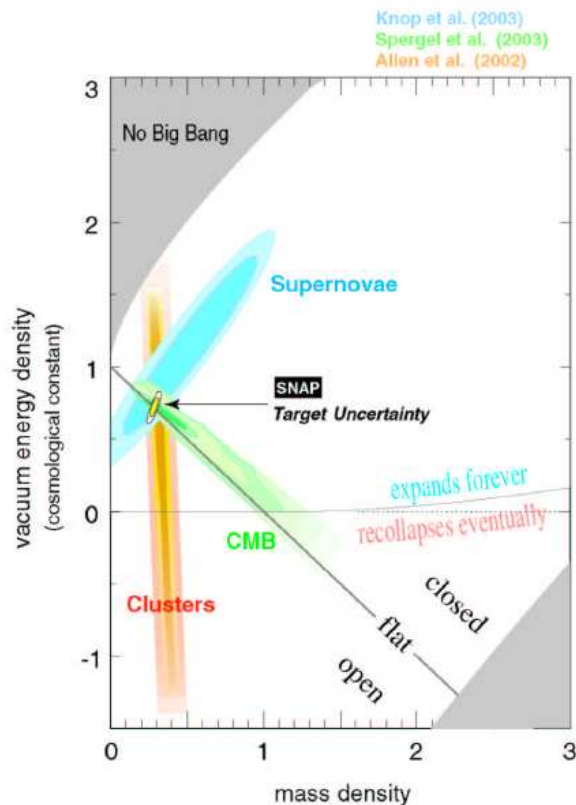 Knop et al. (2003)
Spergel et al. (2003)
Allen et al. (2002)
3
No Big Bang
2
Supernovae
1
SNAP
Target Uncertainty
vacuum energy density
(cosmological constant)
expands forever
0
recollapses eventually
CMB
Clusters
closed
flat
open
-1
0
1
2
3
mass density